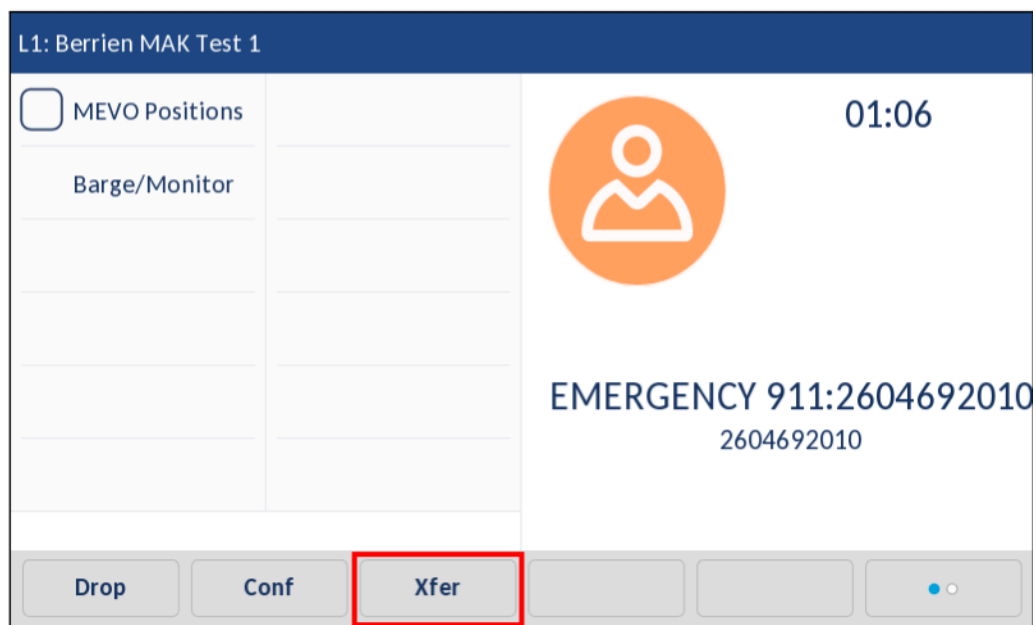 L1: Berrien MAK Test 1
MEVO Positions
Barge/Monitor
01:06
EMERGENCY 911:2604692010
2604692010
Drop
Conf
Xfer